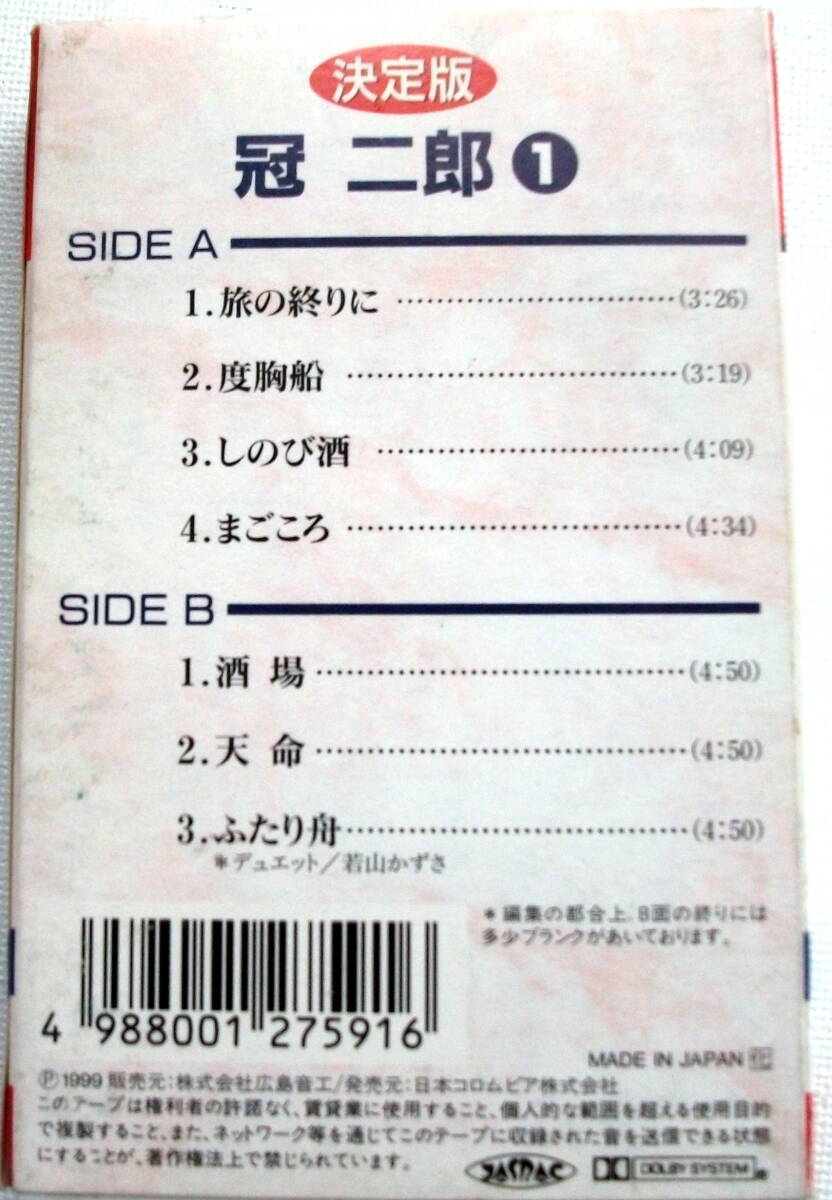 決定版
冠 二郎 ❶
SIDE A
1.旅の終りに …………………………(3:26)
2.度胸船 ………………………………(3:19)
3.しのび酒 ……………………………(4:09)
4.まごころ ………………………………(4:34)
SIDE B
1.酒 場 …………………………………(4:50)
2.天 命 …………………………………(4:50)
3.ふたり舟 ………………………………(4:50)
*デュエット/若山かずさ
*編集の都合上、B面の終りには
多少ブランクがあいております。
4 988001 275916
MADE IN JAPAN
Ⓟ1999 販売元:株式会社広島音工/発売元:日本コロムビア株式会社
このテープは権利者の許諾なく、賃貸業に使用すること、個人的な範囲を超える使用目的
で複製すること、また、ネットワーク等を通じてこのテープに収録された音を送信できる状態
にすることが、著作権法上で禁じられています。
JASRAC
DOLBY SYSTEM